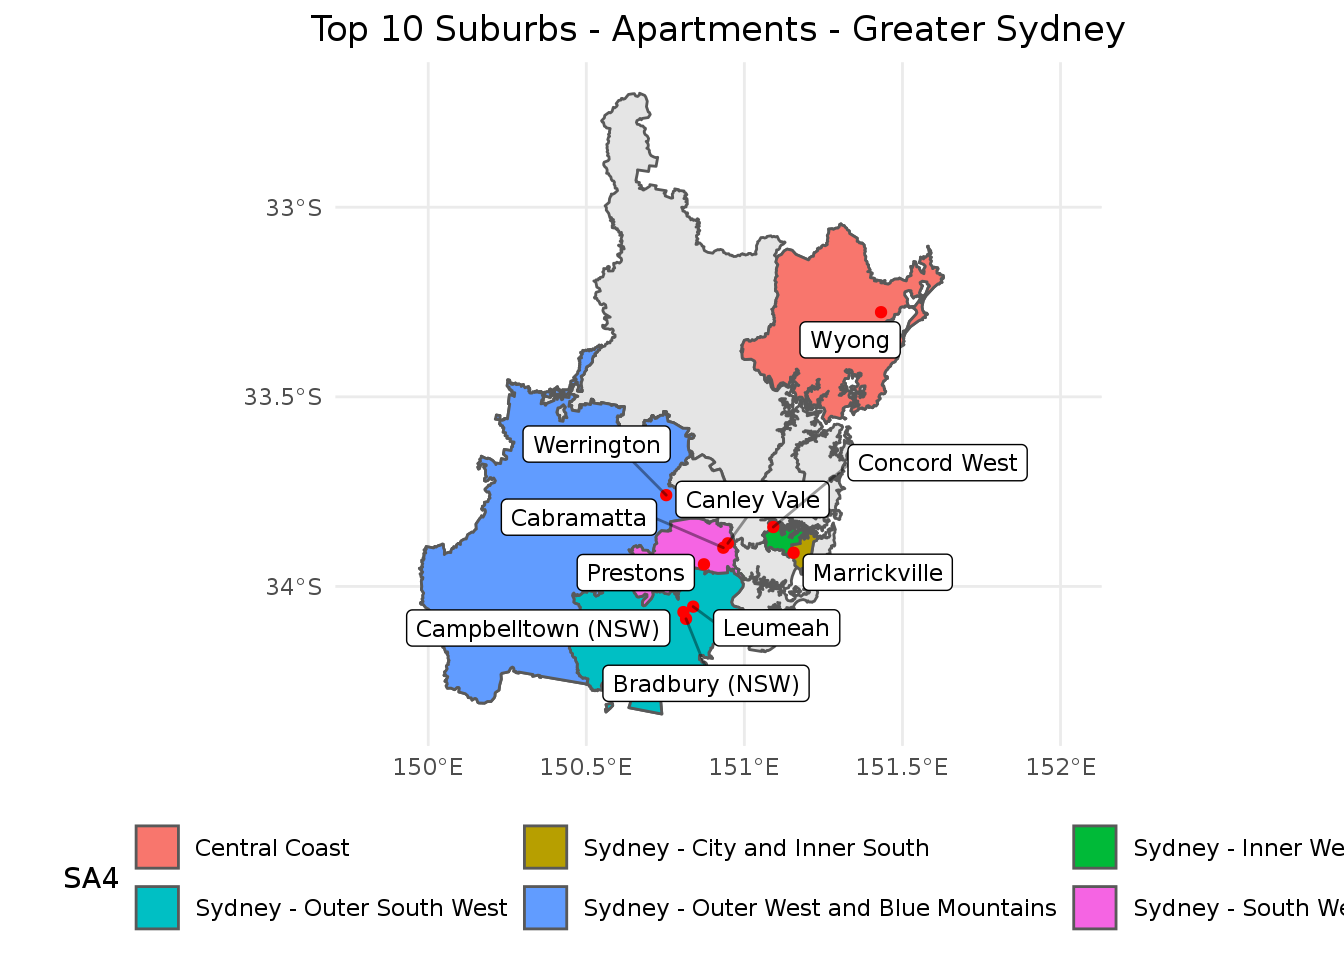 Top 10 Suburbs - Apartments - Greater Sydney
33°S
33.5°S
34°S
Wyong
Werrington
Concord West
Canley Vale
Cabramatta
Prestons
Marrickville
Campbelltown (NSW)
Leumeah
Bradbury (NSW)
150°E
150.5°E
151°E
151.5°E
152°E
SA4
Central Coast
Sydney - City and Inner South
Sydney - Inner We
Sydney - Outer South West
Sydney - Outer West and Blue Mountains
Sydney - South We